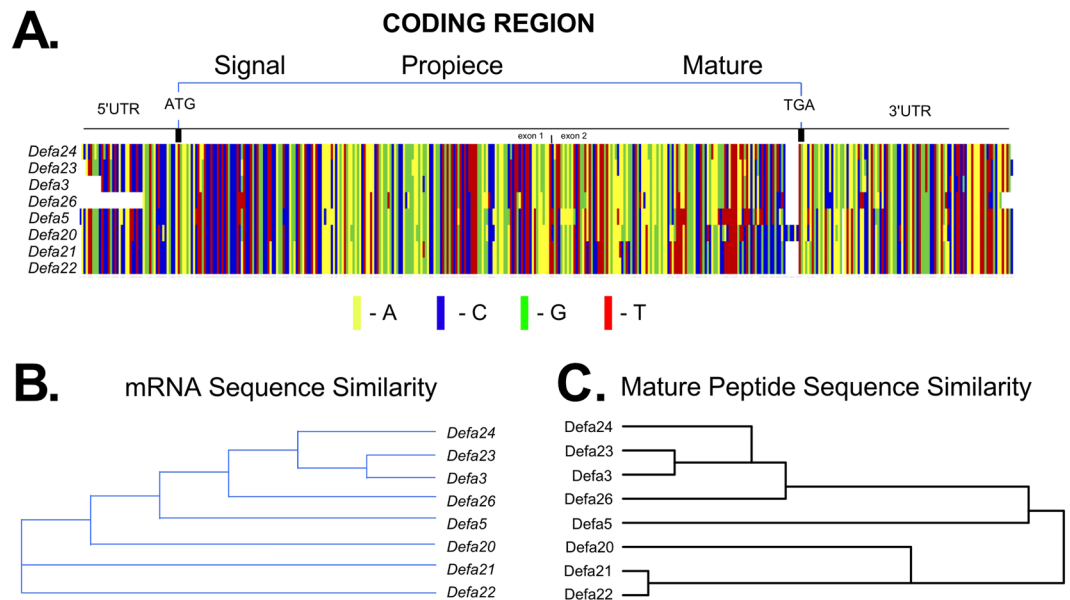 A.
CODING REGION
Signal Propiece Mature
5'UTR ATG TGA 3'UTR
exon 1 exon 2
Defa24
Defa23
Defa3
Defa26
Defa5
Defa20
Defa21
Defa22
- A - C - G - T
B. mRNA Sequence Similarity
Defa24
Defa23
Defa3
Defa26
Defa5
Defa20
Defa21
Defa22
C. Mature Peptide Sequence Similarity
Defa24
Defa23
Defa3
Defa26
Defa5
Defa20
Defa21
Defa22